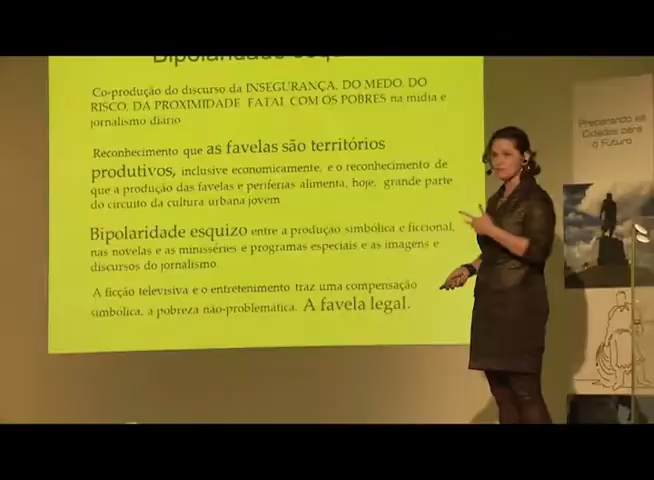 Bipolaridade esqui
Co-produção do discurso da INSEGURANÇA, DO MEDO, DO
RISCO, DA PROXIMIDADE FATAL COM OS POBRES na mídia e
jornalismo diário
Reconhecimento que as favelas são territórios
produtivos, inclusive economicamente, e o reconhecimento de
que a produção das favelas e periferias alimenta, hoje, grande parte
do circuito da cultura urbana jovem
Bipolaridade esquizo entre a produção simbólica e ficcional,
nas novelas e as minisséries e programas especiais e as imagens e
discursos do jornalismo.
A ficção televisiva e o entretenimento traz uma compensação
simbólica, a pobreza não-problemática. A favela legal.
Preparando as
Cidades para
o Futuro